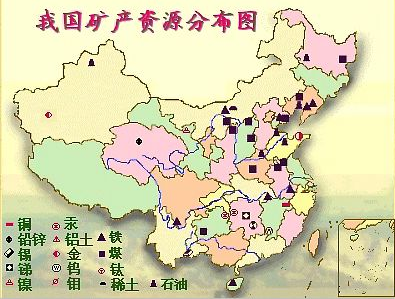 我国矿产资源分布图
铜 汞
铅锌 铝土 铁
锡 金 煤
锑 钨 钛
镍 钼 稀土 石油